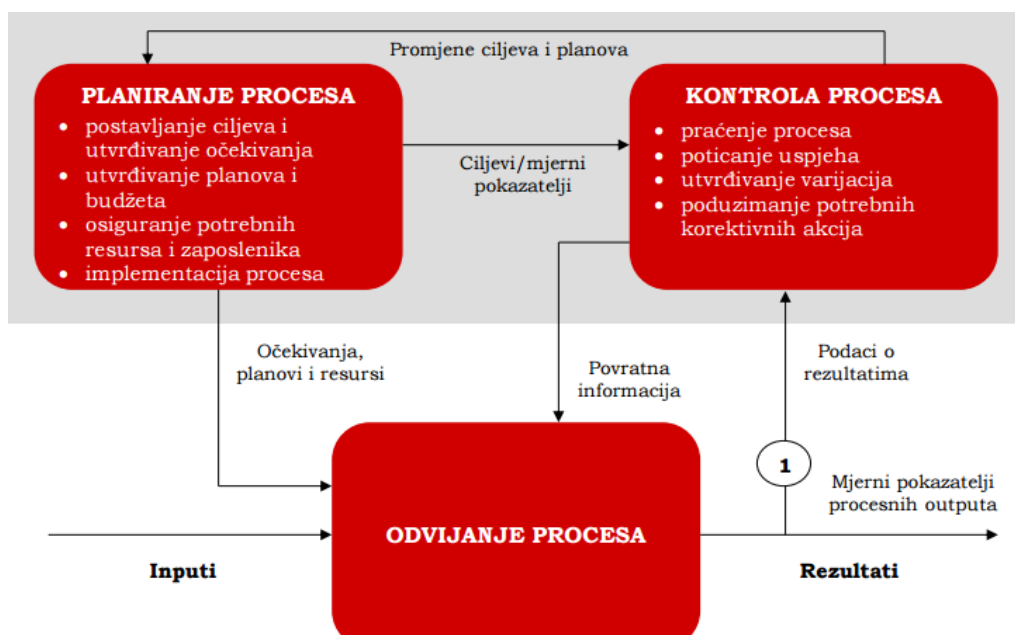 Promjene ciljeva i planova
PLANIRANJE PROCESA
• postavljanje ciljeva i
utvrđivanje očekivanja
• utvrđivanje planova i
budžeta
• osiguranje potrebnih
resursa i zaposlenika
• implementacija procesa
Ciljevi/mjerni
pokazatelji
KONTROLA PROCESA
• praćenje procesa
• poticanje uspjeha
• utvrđivanje varijacija
• poduzimanje potrebnih
korektivnih akcija
Očekivanja,
planovi i resursi
Povratna
informacija
Podaci o
rezultatima
1
Mjerni pokazatelji
procesnih outputa
ODVIJANJE PROCESA
Inputi
Rezultati